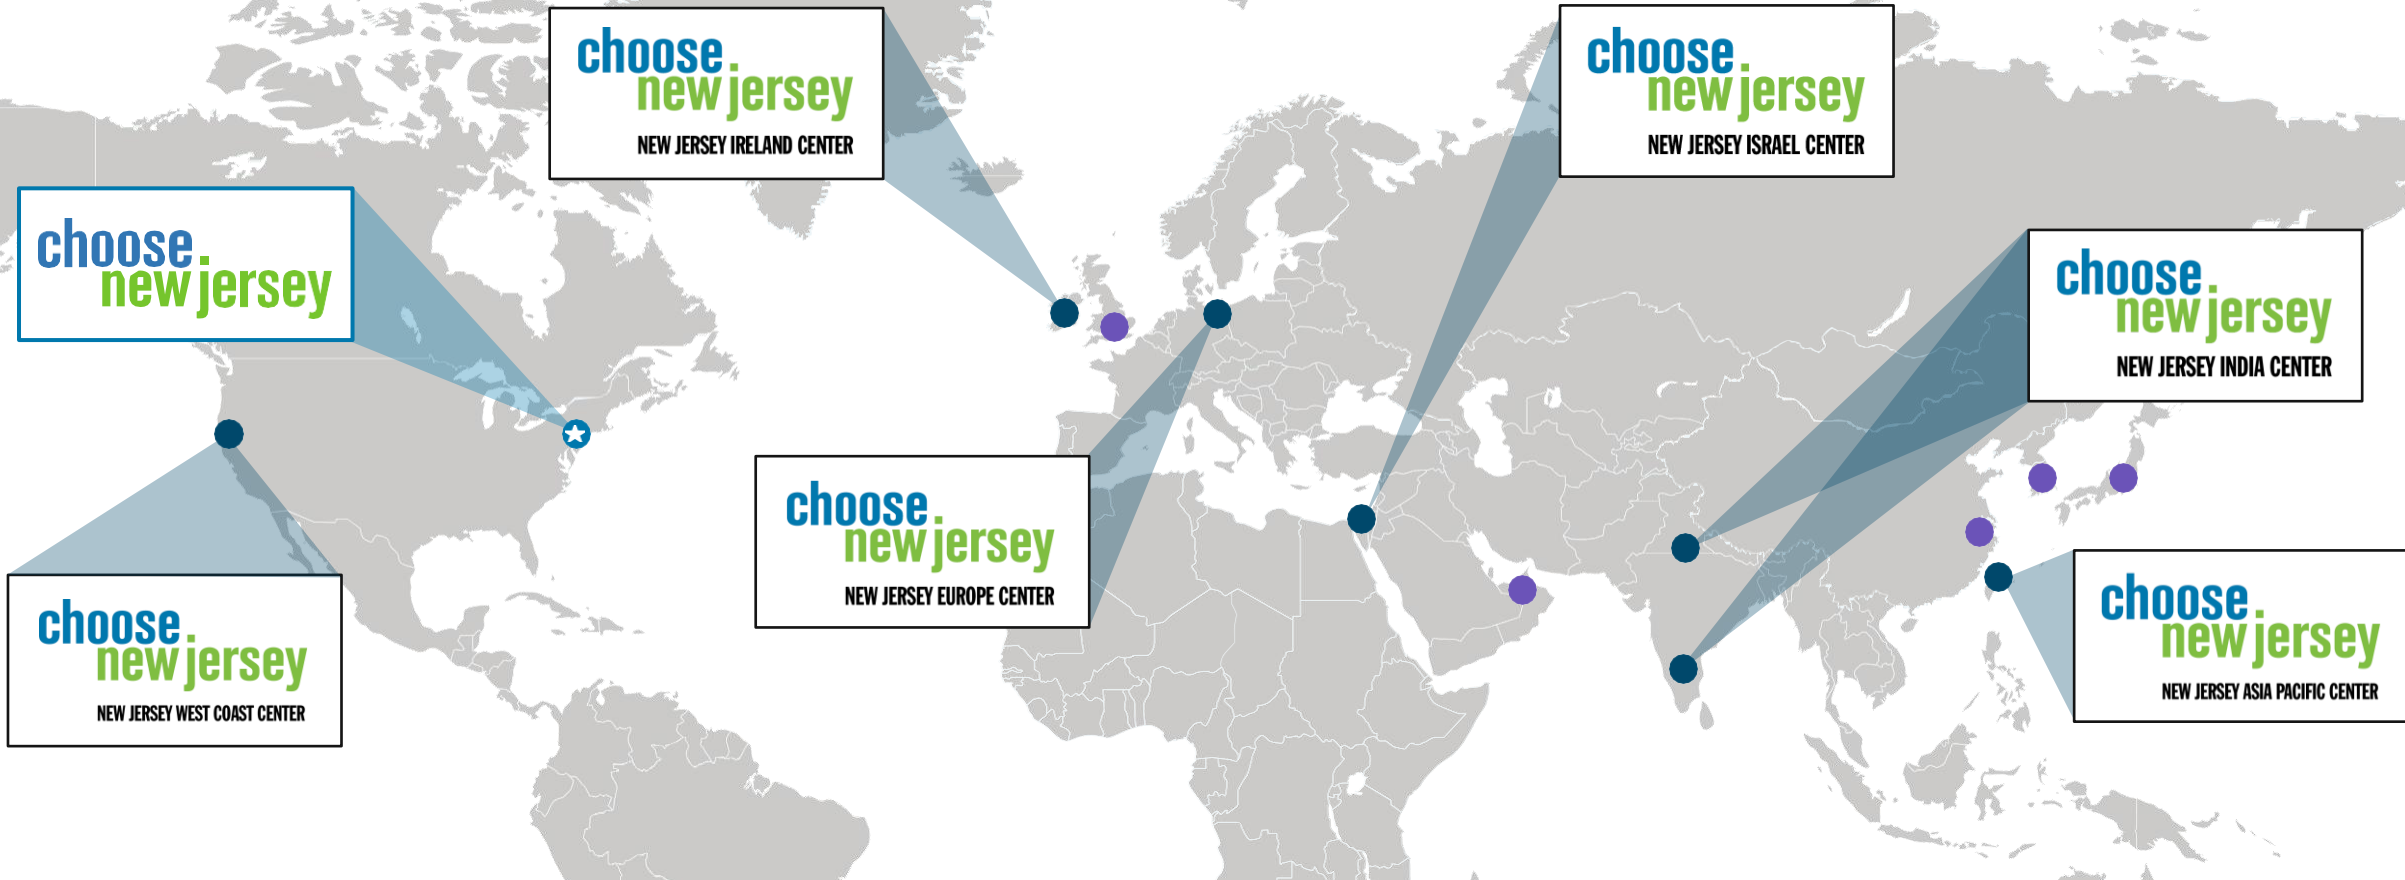 choose
new jersey
NEW JERSEY IRELAND CENTER
choose
new jersey
NEW JERSEY ISRAEL CENTER
choose
new jersey
choose
new jersey
NEW JERSEY INDIA CENTER
choose
new jersey
NEW JERSEY EUROPE CENTER
choose
new jersey
NEW JERSEY WEST COAST CENTER
choose
new jersey
NEW JERSEY ASIA PACIFIC CENTER